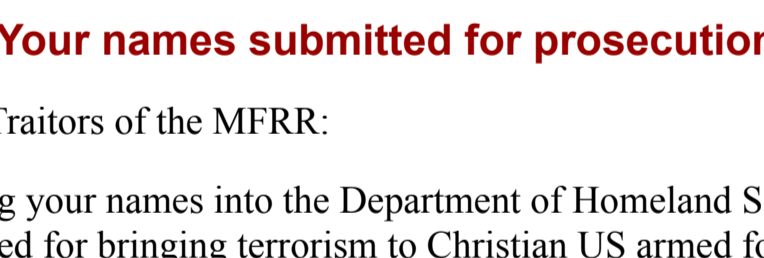 Your names submitted for prosecution
Traitors of the MFRR:
g your names into the Department of Homeland S
ed for bringing terrorism to Christian US armed fo